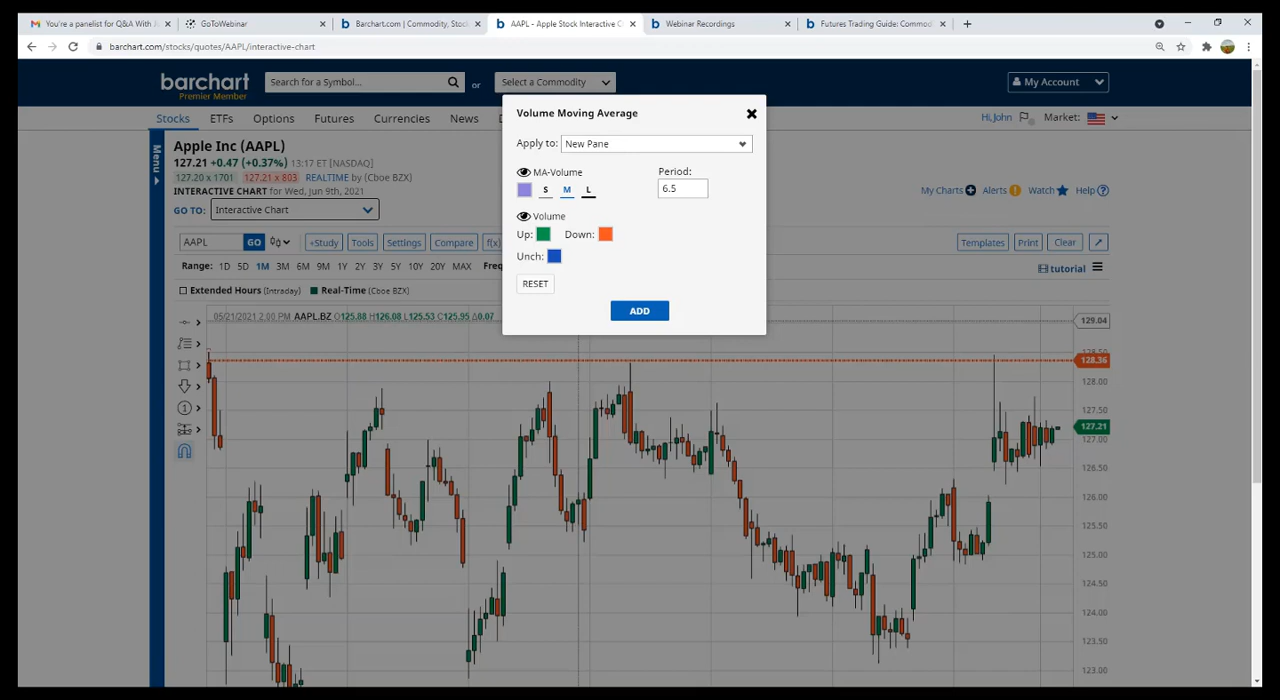 You're a panelist for Q&A With J
GoToWebinar
Barchart.com | Commodity, Stoc
AAPL - Apple Stock Interactive C
Webinar Recordings
Futures Trading Guide: Commod
barchart.com/stocks/quotes/AAPL/interactive-chart
barchart
Premier Member
Search for a Symbol...
or
Select a Commodity
My Account
Stocks
ETFs
Options
Futures
Currencies
News
Hi, John
Market:
Menu
Apple Inc (AAPL)
127.21 +0.47 (+0.37%) 13:17 ET [NASDAQ]
127.20 x 1701 127.21 x 803 REALTIME by (Cboe BZX)
INTERACTIVE CHART for Wed, Jun 9th, 2021
GO TO: Interactive Chart
My Charts
Alerts
Watch
Help
Volume Moving Average
Apply to: New Pane
MA-Volume
Period:
S M L
6.5
Volume
Up:
Down:
Unch:
RESET
ADD
AAPL
GO
+Study
Tools
Settings
Compare
f(x)
Templates
Print
Clear
Range: 1D 5D 1M 3M 6M 9M 1Y 2Y 3Y 5Y 10Y 20Y MAX
Freq
tutorial
Extended Hours (Intraday)
Real-Time (Cboe BZX)
05/21/2021 2:00 PM AAPL.BZ O125.88 H126.08 L125.53 C125.95 Δ0.07
129.04
128.36
128.00
127.50
127.21
127.00
126.50
126.00
125.50
125.00
124.50
124.00
123.50
123.00